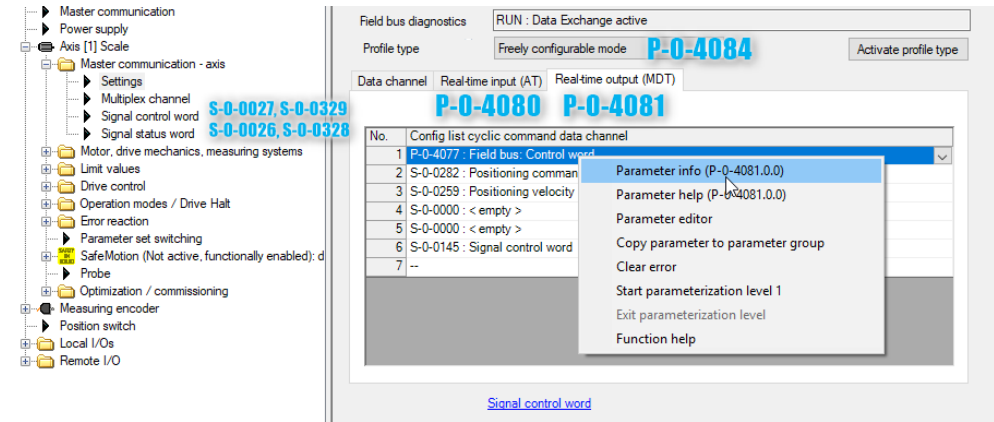 Master communication
Power supply
Axis [1] Scale
Master communication - axis
Settings
Multiplex channel
Signal control word
S-0-0027, S-0-0329
Signal status word
S-0-0026, S-0-0328
Motor, drive mechanics, measuring systems
Limit values
Drive control
Operation modes / Drive Halt
Error reaction
Parameter set switching
SafeMotion (Not active, functionally enabled): d
Probe
Optimization / commissioning
Measuring encoder
Position switch
Local I/Os
Remote I/O
Field bus diagnostics
RUN : Data Exchange active
Profile type
Freely configurable mode
P-0-4084
Activate profile type
Data channel
Real-time input (AT)
Real-time output (MDT)
P-0-4080
P-0-4081
No. Config list cyclic command data channel
1 P-0-4077 : Field bus: Control word
2 S-0-0282 : Positioning comman
3 S-0-0259 : Positioning velocity
4 S-0-0000 : < empty >
5 S-0-0000 : < empty >
6 S-0-0145 : Signal control word
7 --
Parameter info (P-0-4081.0.0)
Parameter help (P-0-4081.0.0)
Parameter editor
Copy parameter to parameter group
Clear error
Start parameterization level 1
Exit parameterization level
Function help
Signal control word